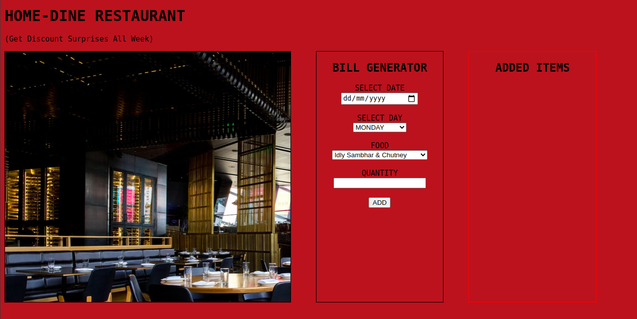 HOME-DINE RESTAURANT
(Get Discount Surprises All Week)
BILL GENERATOR
SELECT DATE
dd/mm/yyyy
SELECT DAY
MONDAY
FOOD
Idly Sambhar & Chutney
QUANTITY
ADD
ADDED ITEMS